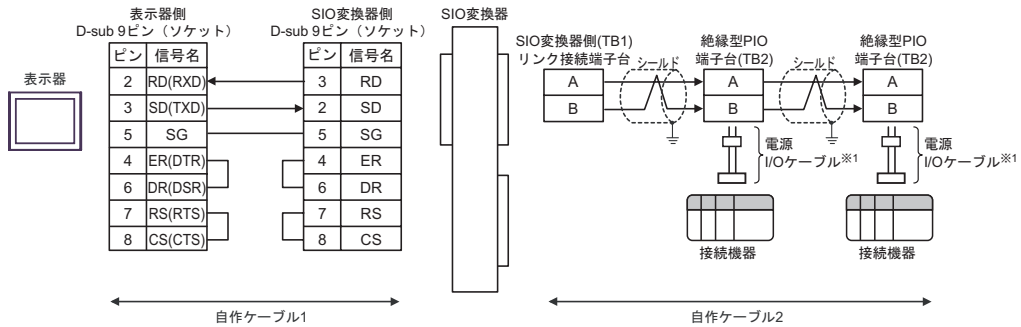 表示器
表示器側
D-sub 9ピン（ソケット）
ピン 信号名
2 RD(RXD)
3 SD(TXD)
5 SG
4 ER(DTR)
6 DR(DSR)
7 RS(RTS)
8 CS(CTS)
SIO変換器側
D-sub 9ピン（ソケット）
ピン 信号名
3 RD
2 SD
5 SG
4 ER
6 DR
7 RS
8 CS
自作ケーブル1
SIO変換器
SIO変換器側(TB1)
リンク接続端子台
A
B
シールド
絶縁型PIO
端子台(TB2)
A
B
電源
I/Oケーブル※1
接続機器
シールド
絶縁型PIO
端子台(TB2)
A
B
電源
I/Oケーブル※1
接続機器
自作ケーブル2